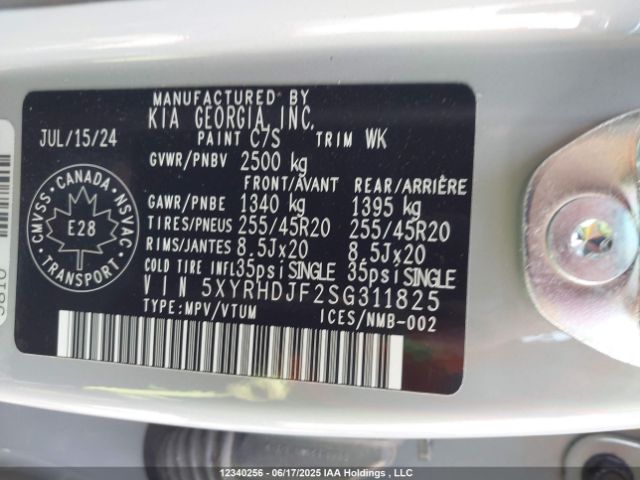 MANUFACTURED BY
KIA GEORGIA, INC.
JUL/15/24
PAINT C7S TRIM WK
GVWR/PNBV 2500 kg
FRONT/AVANT REAR/ARRIÈRE
GAWR/PNBE 1340 kg 1395 kg
TIRES/PNEUS 255/45R20 255/45R20
RIMS/JANTES 8.5Jx20 8.5Jx20
COLD TIRE INFL 35psi SINGLE 35psi SINGLE
VIN 5XYRHDJF2SG311825
TYPE:MPV/VTUM ICES/NMB-002
CANADA
CMVSS NSVAC
E28
TRANSPORT
12340256 - 06/17/2025 IAA Holdings , LLC